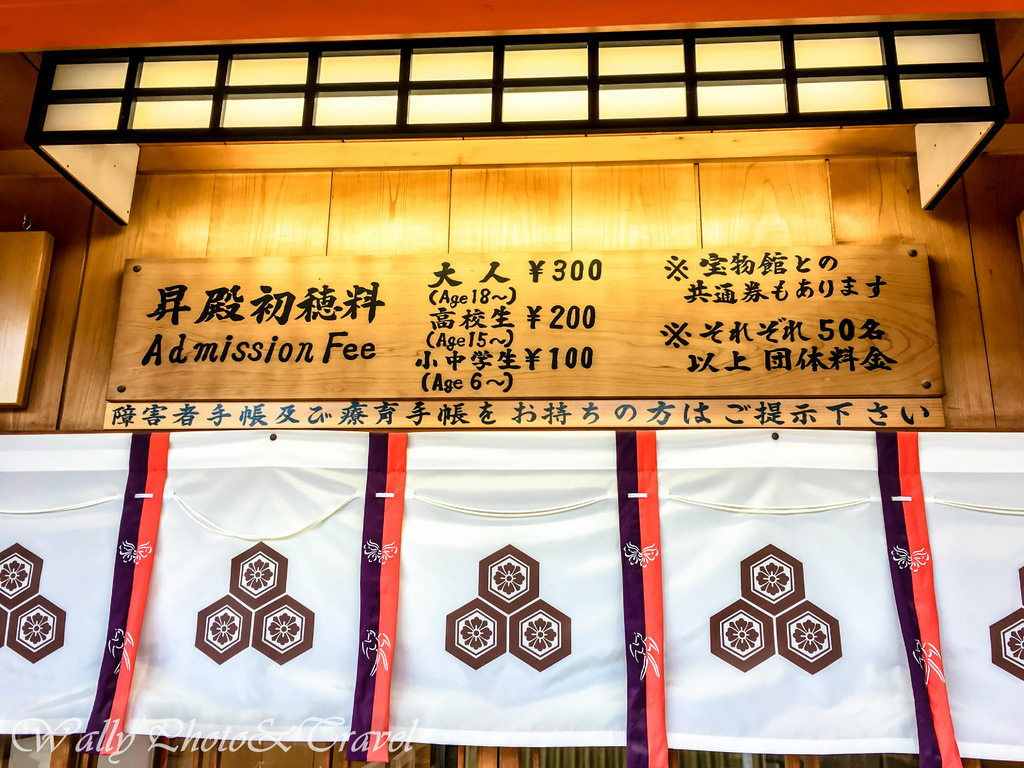 昇殿初穂料
Admission Fee
大人 ¥300
(Age18〜)
高校生 ¥200
(Age15〜)
小中学生 ¥100
(Age 6〜)
※ 宝物館との
共通券もあります
※ それぞれ 50名
以上 団体料金
障害者手帳及び療育手帳をお持ちの方はご提示下さい
Wally Photo&Travel